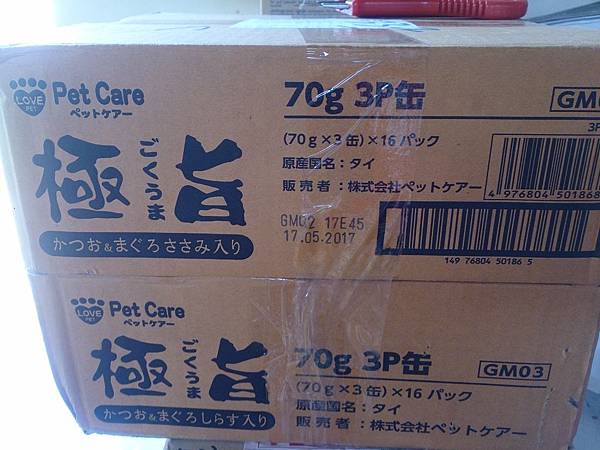 LOVE PET
Pet Care
ペットケアー
極旨
ごくうま
かつお&まぐろささみ入り
70g 3P缶
(70g×3缶)×16パック
原産国名:タイ
販売者:株式会社ペットケアー
GM02 17E45
17.05.2017
GM
3P
4 976804 501868
149 76804 50186 5
LOVE PET
Pet Care
ペットケアー
極旨
ごくうま
かつお&まぐろしらす入り
70g 3P缶
GM03
(70g×3缶)×16パック
原産国名:タイ
販売者:株式会社ペットケアー